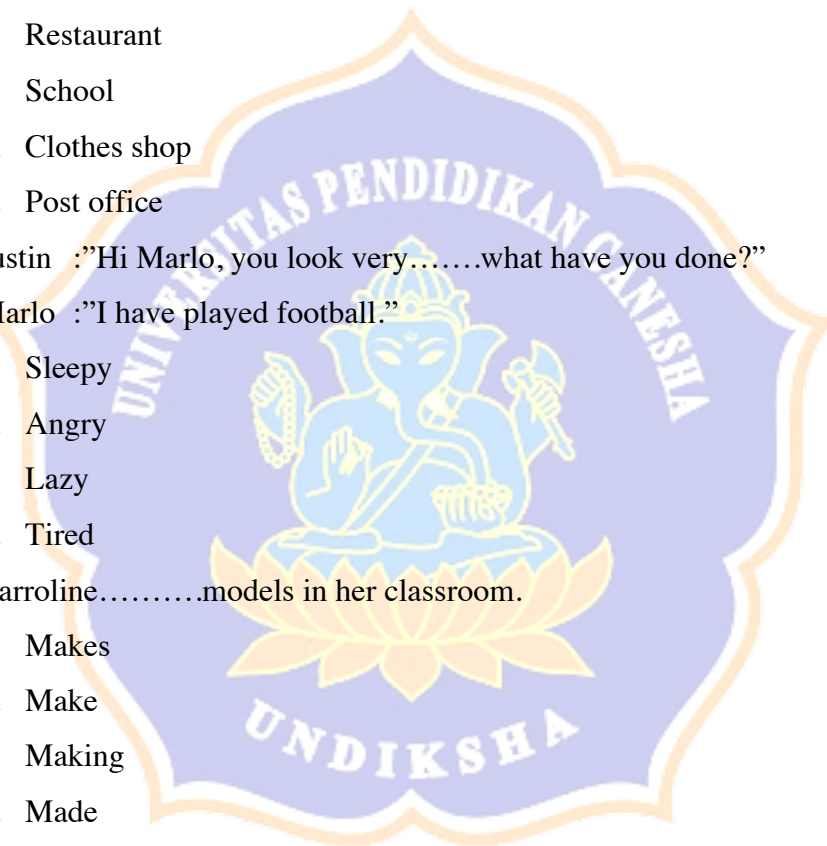 Restaurant
School
Clothes shop
Post office
ustin :”Hi Marlo, you look very…….what have you done?”
arlo :”I have played football.”
Sleepy
Angry
Lazy
Tired
arroline……….models in her classroom.
Makes
Make
Making
Made
UNIVERSITAS PENDIDIKAN GANESHA
UNDIKSHA